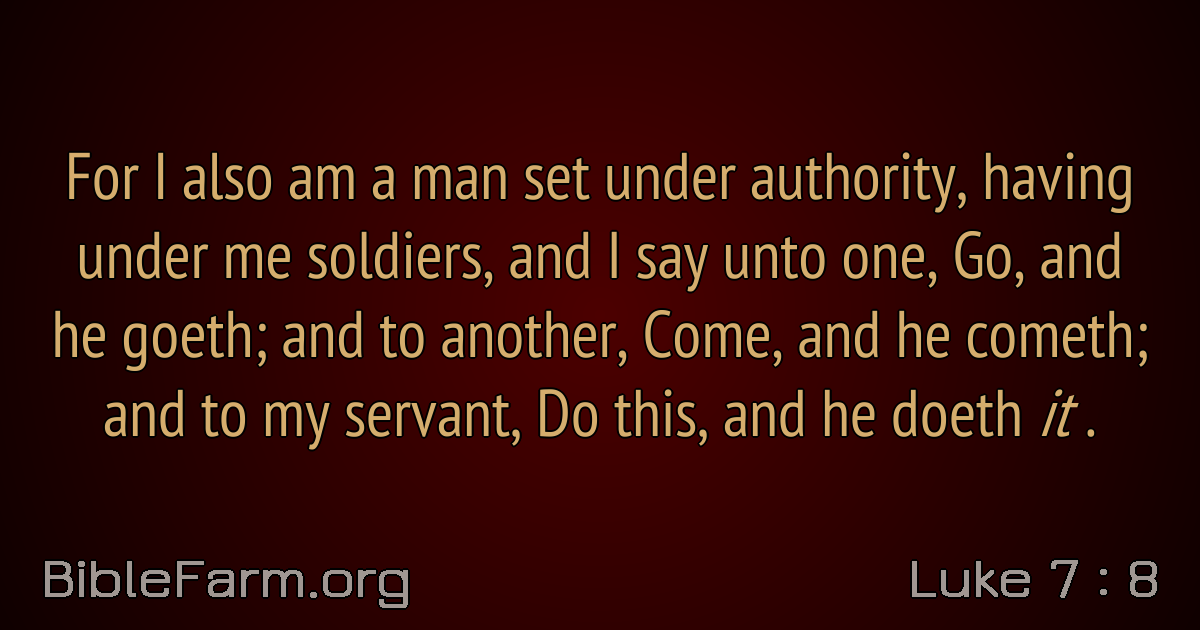 For I also am a man set under authority, having
under me soldiers, and I say unto one, Go, and
he goeth; and to another, Come, and he cometh;
and to my servant, Do this, and he doeth it .
BibleFarm.org
Luke 7 : 8